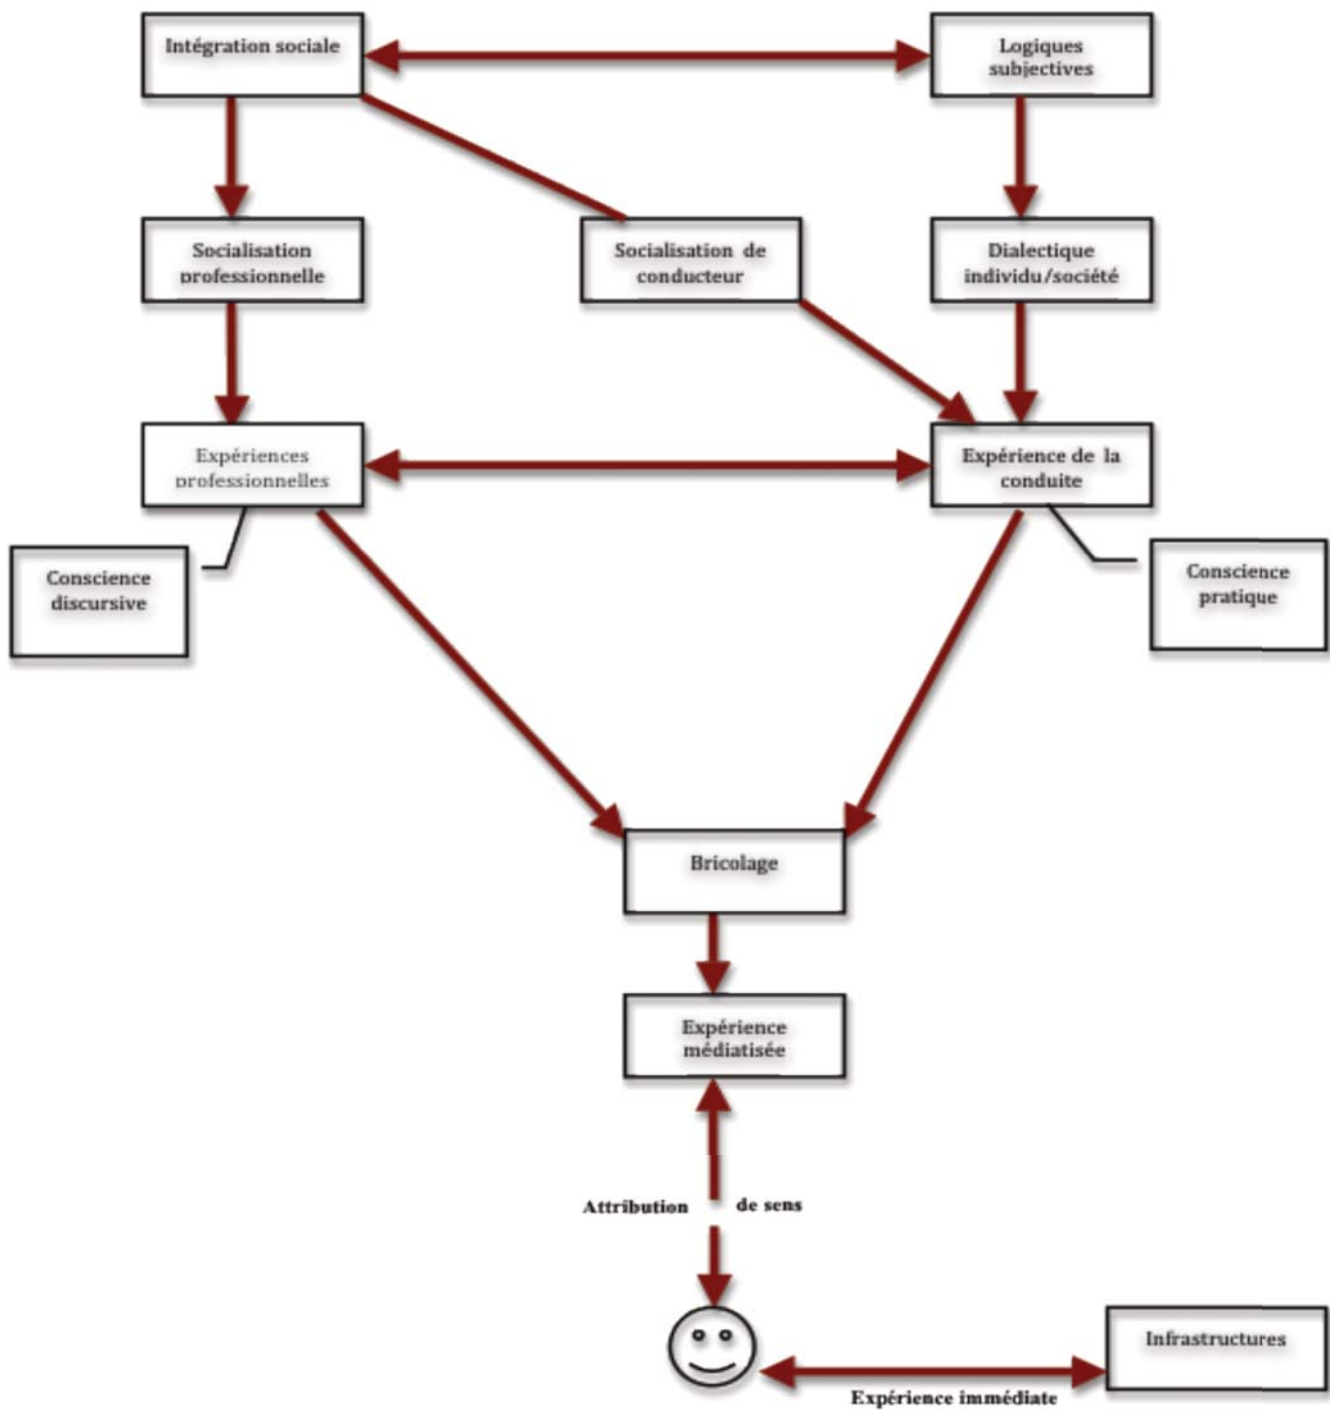 Intégration sociale
Logiques
subjectives
Socialisation
professionnelle
Socialisation de
conducteur
Dialectique
individu/société
Expériences
professionnelles
Expérience de la
conduite
Conscience
discursive
Conscience
pratique
Bricolage
Expérience
médiatisée
Attribution de sens
Infrastructures
Expérience immédiate